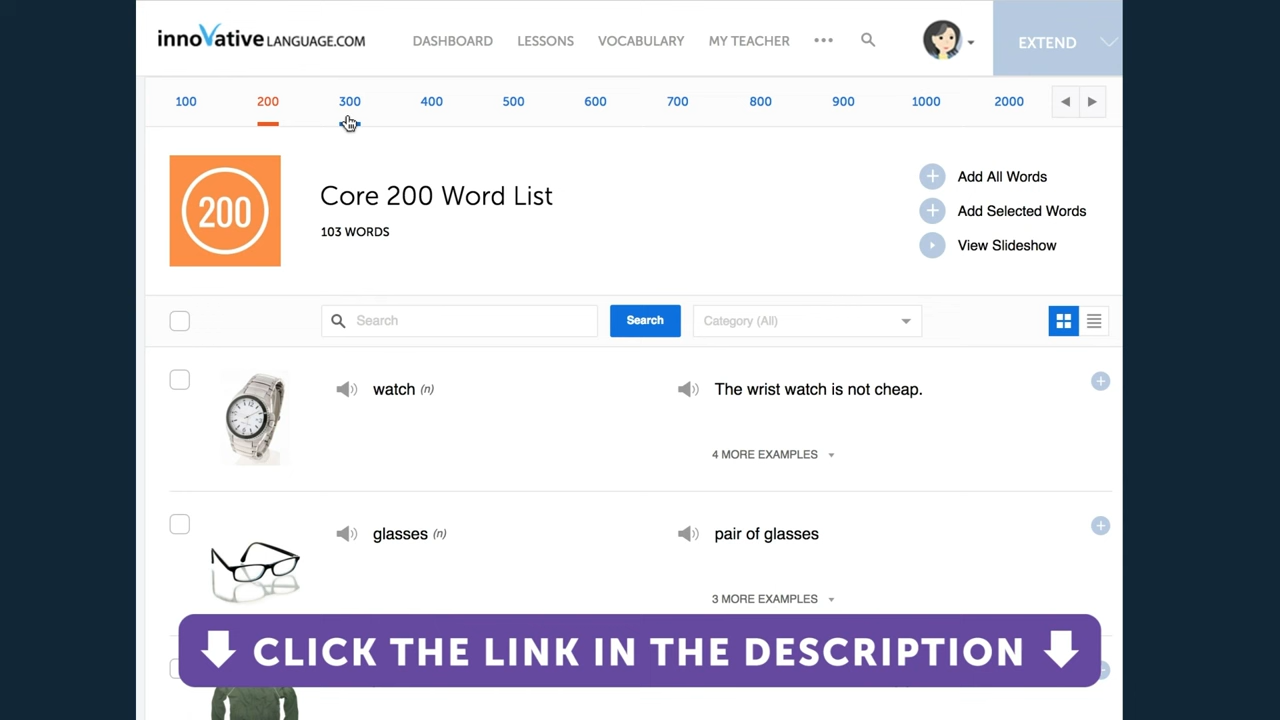 innoVative LANGUAGE.COM DASHBOARD LESSONS VOCABULARY MY TEACHER ••• EXTEND
100 200 300 400 500 600 700 800 900 1000 2000
200
Core 200 Word List
103 WORDS
Add All Words
Add Selected Words
View Slideshow
Search Search Category (All)
watch (n) The wrist watch is not cheap.
4 MORE EXAMPLES
glasses (n) pair of glasses
3 MORE EXAMPLES
CLICK THE LINK IN THE DESCRIPTION